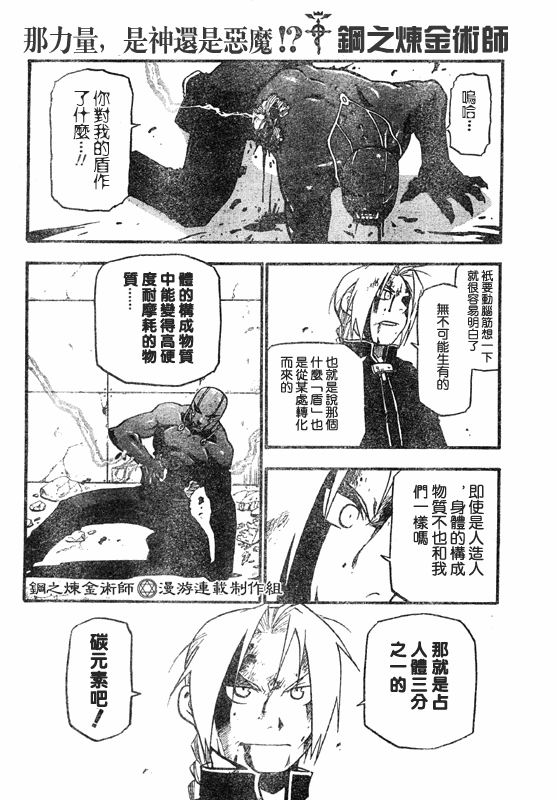 那力量，是神還是惡魔!?
鋼之煉金術師
嗚哈…
你對我的盾作
了什麼…!!
祇要動腦筋想一下
就很容易明白了
無不可能生有的
也就是說那個
什麼「盾」也
是從某處轉化
而來的
體的構成物質
中能變得高硬
度耐摩耗的物
質……
即使是人造人
，身體的構成
物質不也和我
們一樣嗎
鋼之煉金術師 漫游連載制作組
那就是占
人體三分
之一的
碳元素吧！